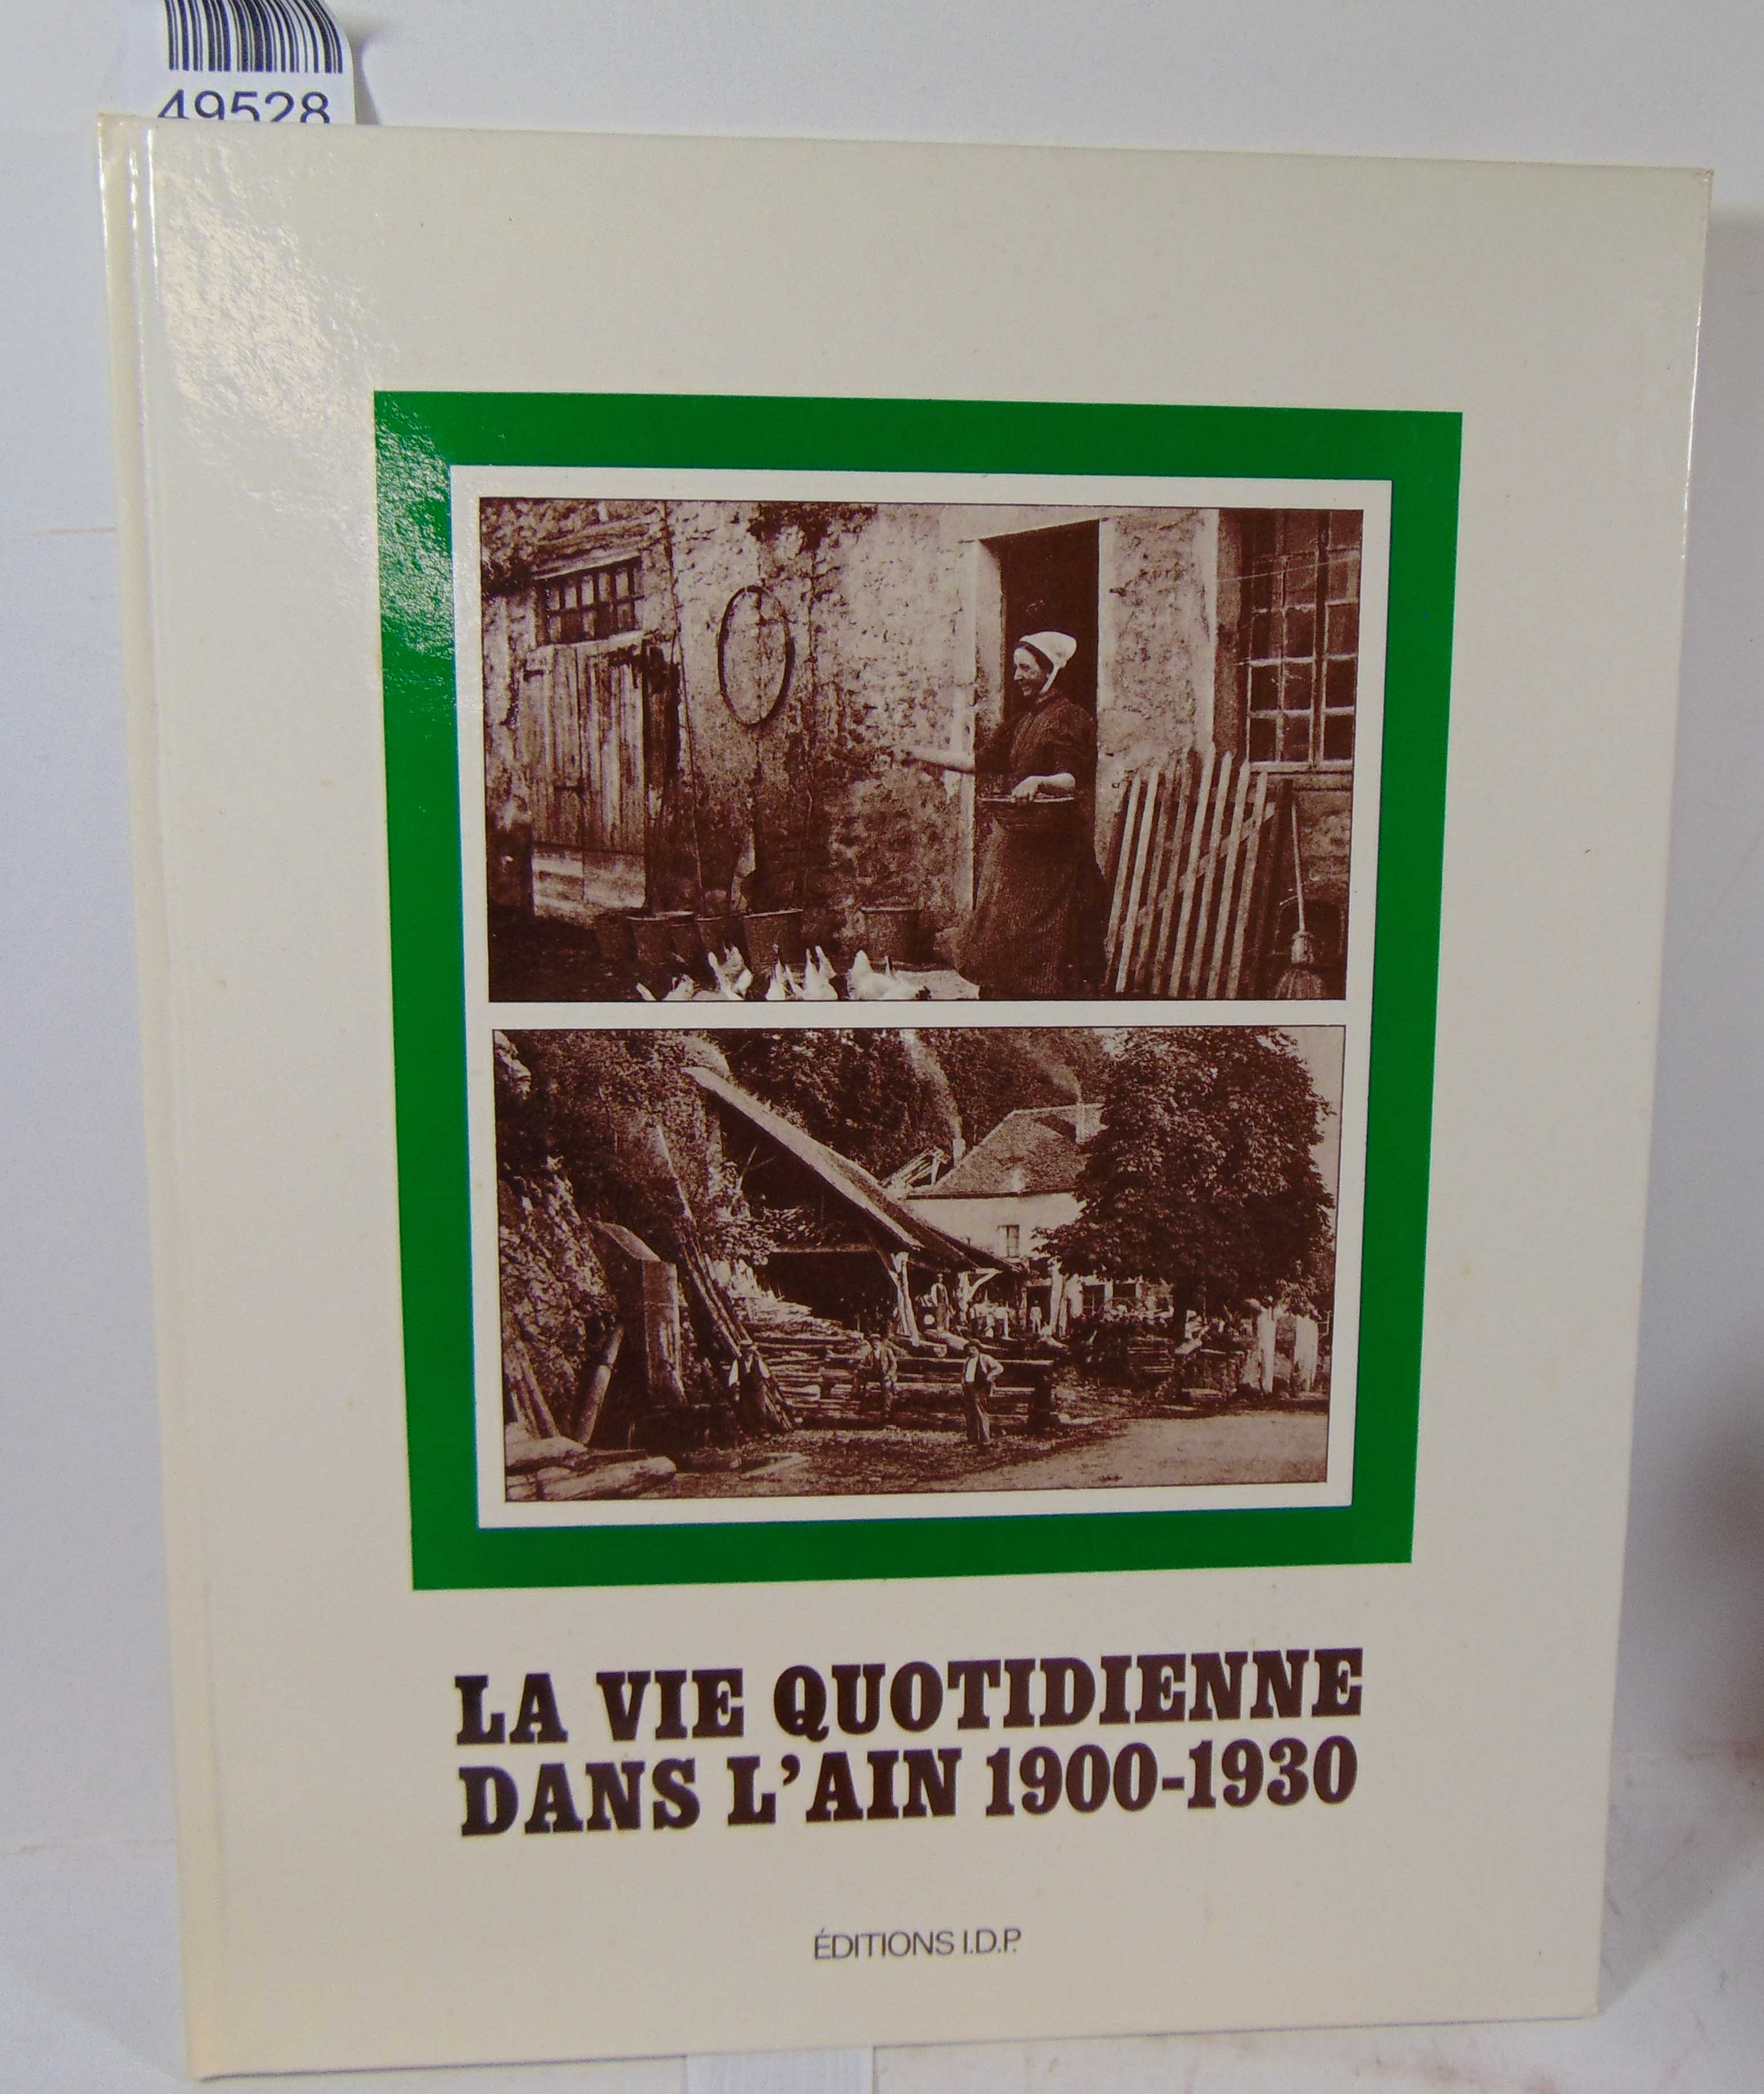 49528
LA VIE QUOTIDIENNE
DANS L'AIN 1900-1930
ÉDITIONS I.D.P.